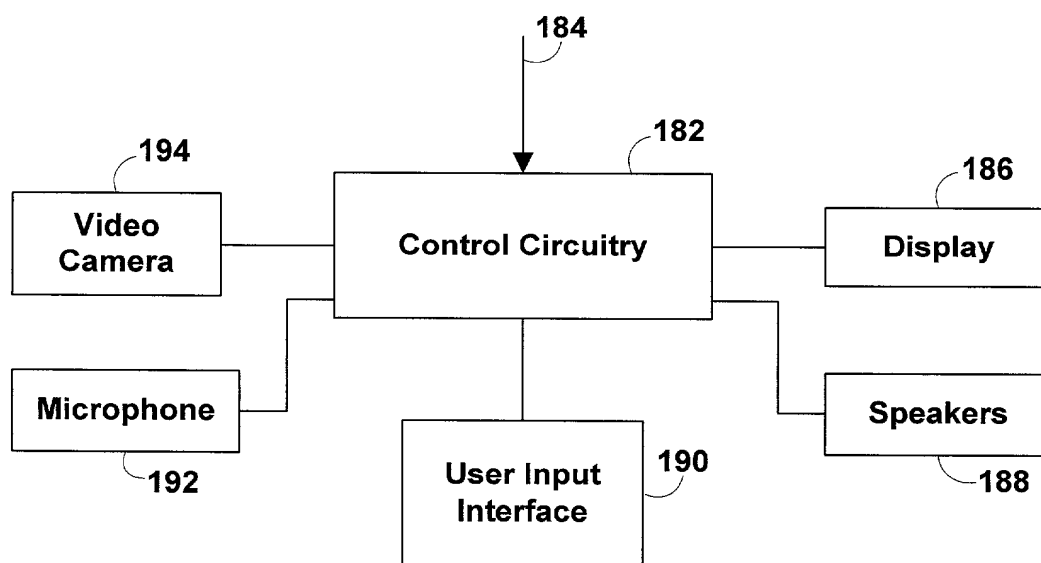 184
182
194
186
Video
Camera
Control Circuitry
Display
Microphone
Speakers
192
User Input
Interface
190
188